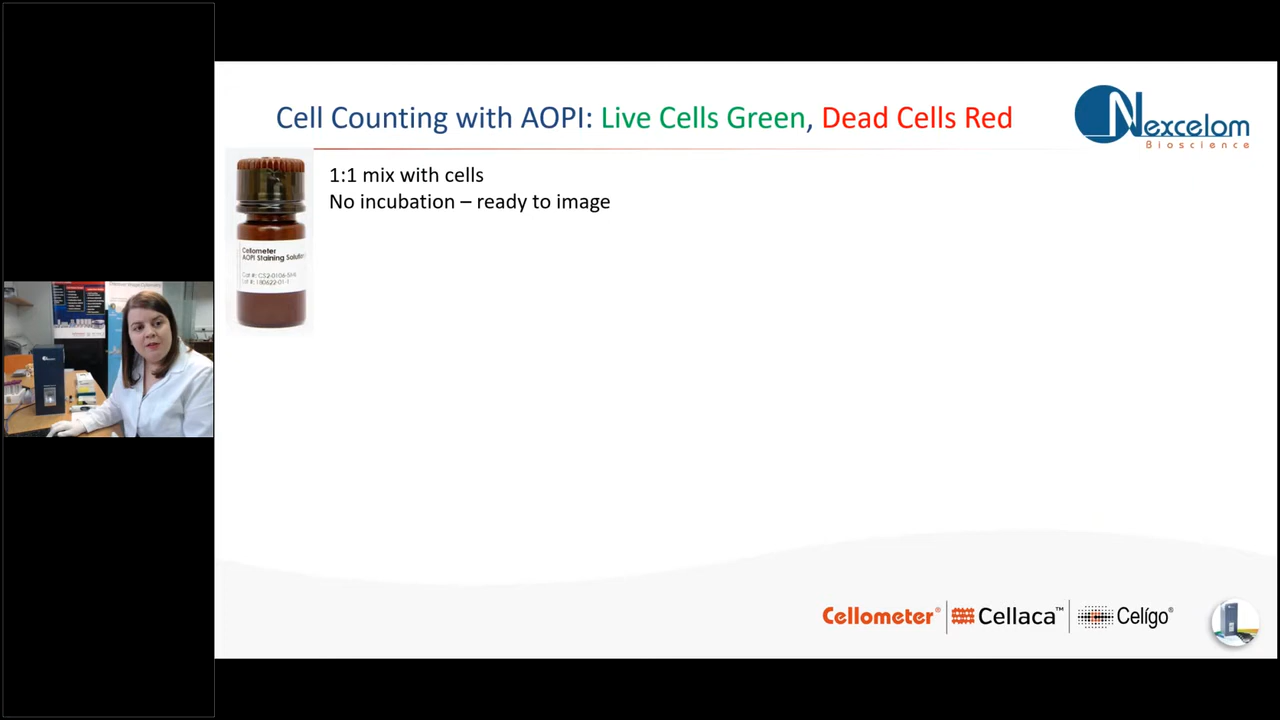 Cell Counting with AOPI: Live Cells Green, Dead Cells Red
Nexcelom
Bioscience
1:1 mix with cells
No incubation – ready to image
Cellometer
AOPI Staining Solution
Cellometer® Cellaca™ Celígo®